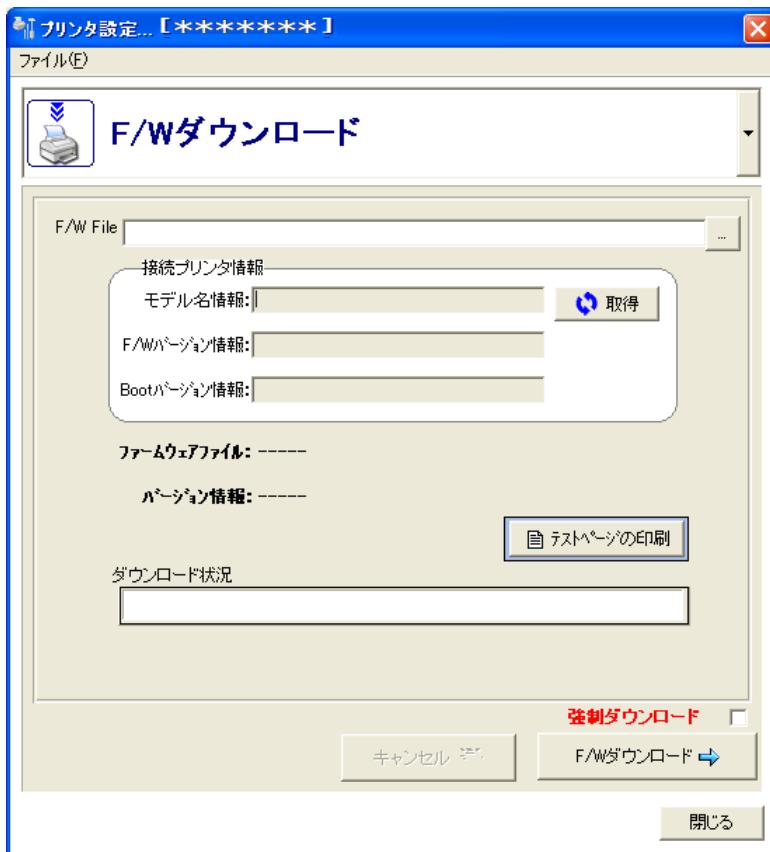 プリンタ設定... [*******]
ファイル(F)
F/Wダウンロード
F/W File
...
接続プリンタ情報
モデル名情報:
取得
F/Wバージョン情報:
Bootバージョン情報:
ファームウェアファイル: -----
バージョン情報: -----
テストページの印刷
ダウンロード状況
強制ダウンロード
キャンセル
F/Wダウンロード
閉じる